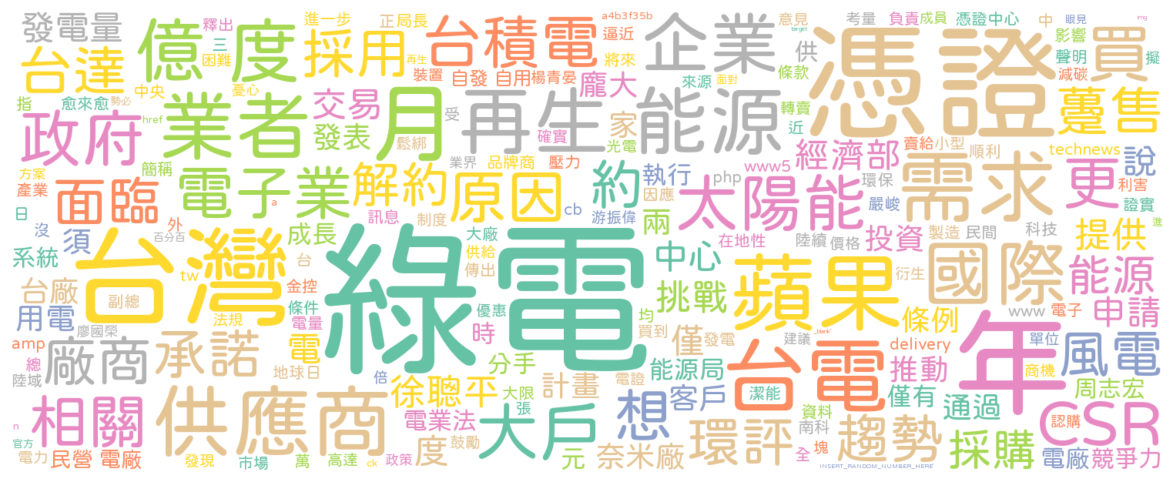 發電量 釋出 進一步 正局長 a4b3f35b 意見 考量 負責 成員 憑證中心 中 眼見
台達 億 度 三 困難 採用 再生 台積電 逼近 將來 企業 供 憑證 買 影響 聲明 擬
中央 憂心 裝置 自發 自用 楊青晏 龐大 來源 面對 條款 減碳
指 愈來愈 勢必 業者 交易 月 受 再生 能源 轉賣 躉售
政府 href 發表 鬆綁 確實 家 光電 近 賣給 小型 technews
方案 簡稱 業界 品牌商 壓力 執行 www5 經濟部 順利 說
產業 面臨 電子 業 解約 原因 約 因應 php 環保 需求 更 利害
日 外 a 訊息 制度 cb 游振偉 兩 太陽能 嚴峻 證實
沒 須 百分百 成長 大廠 在地性 陸續 價格 投資 製造 民間 科技 提供 進
系統 台灣 台 綠電 供給 中心 蘋果 衍生 國際 能源
台廠 tw 副總 金控 傳出 挑戰 www 電子 申請
用電 廖國榮 法規 條件 電量 優惠 時 均 買到 僅 發電 建議 _blank 條例 年 單位 風電
amp 總 承諾 電 分手 能源局 台電 delivery 商機
陸域 廠商 地球日 倍 徐聰平 大限 計畫 電證 客戶 潔能 推動 僅有 通過 周志宏
n 相關 供應商 電業法 張 大戶 想 資料 認購 CSR
官方 度 鼓勵 元 奈米廠 環評 南科 趨勢 採購
電力 民營 電廠 發現 市場 萬 高達 ck 政策 全 塊 INSERT_RANDOM_NUMBER_HERE 電廠 競爭力